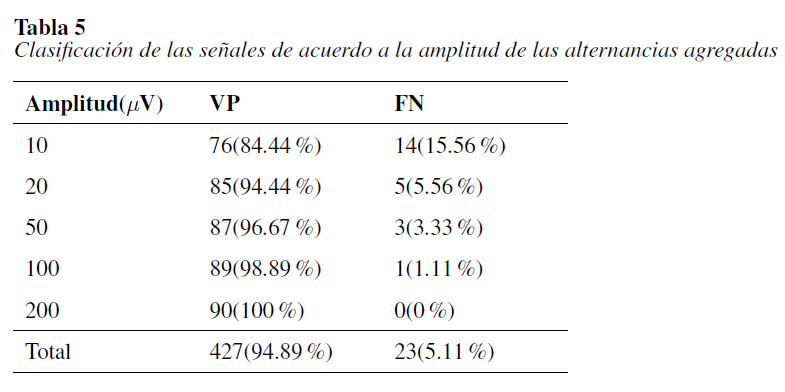 Tabla 5
Clasificación de las señales de acuerdo a la amplitud de las alternancias agregadas
Amplitud(μV) VP FN
10 76(84.44 %) 14(15.56 %)
20 85(94.44 %) 5(5.56 %)
50 87(96.67 %) 3(3.33 %)
100 89(98.89 %) 1(1.11 %)
200 90(100 %) 0(0 %)
Total 427(94.89 %) 23(5.11 %)